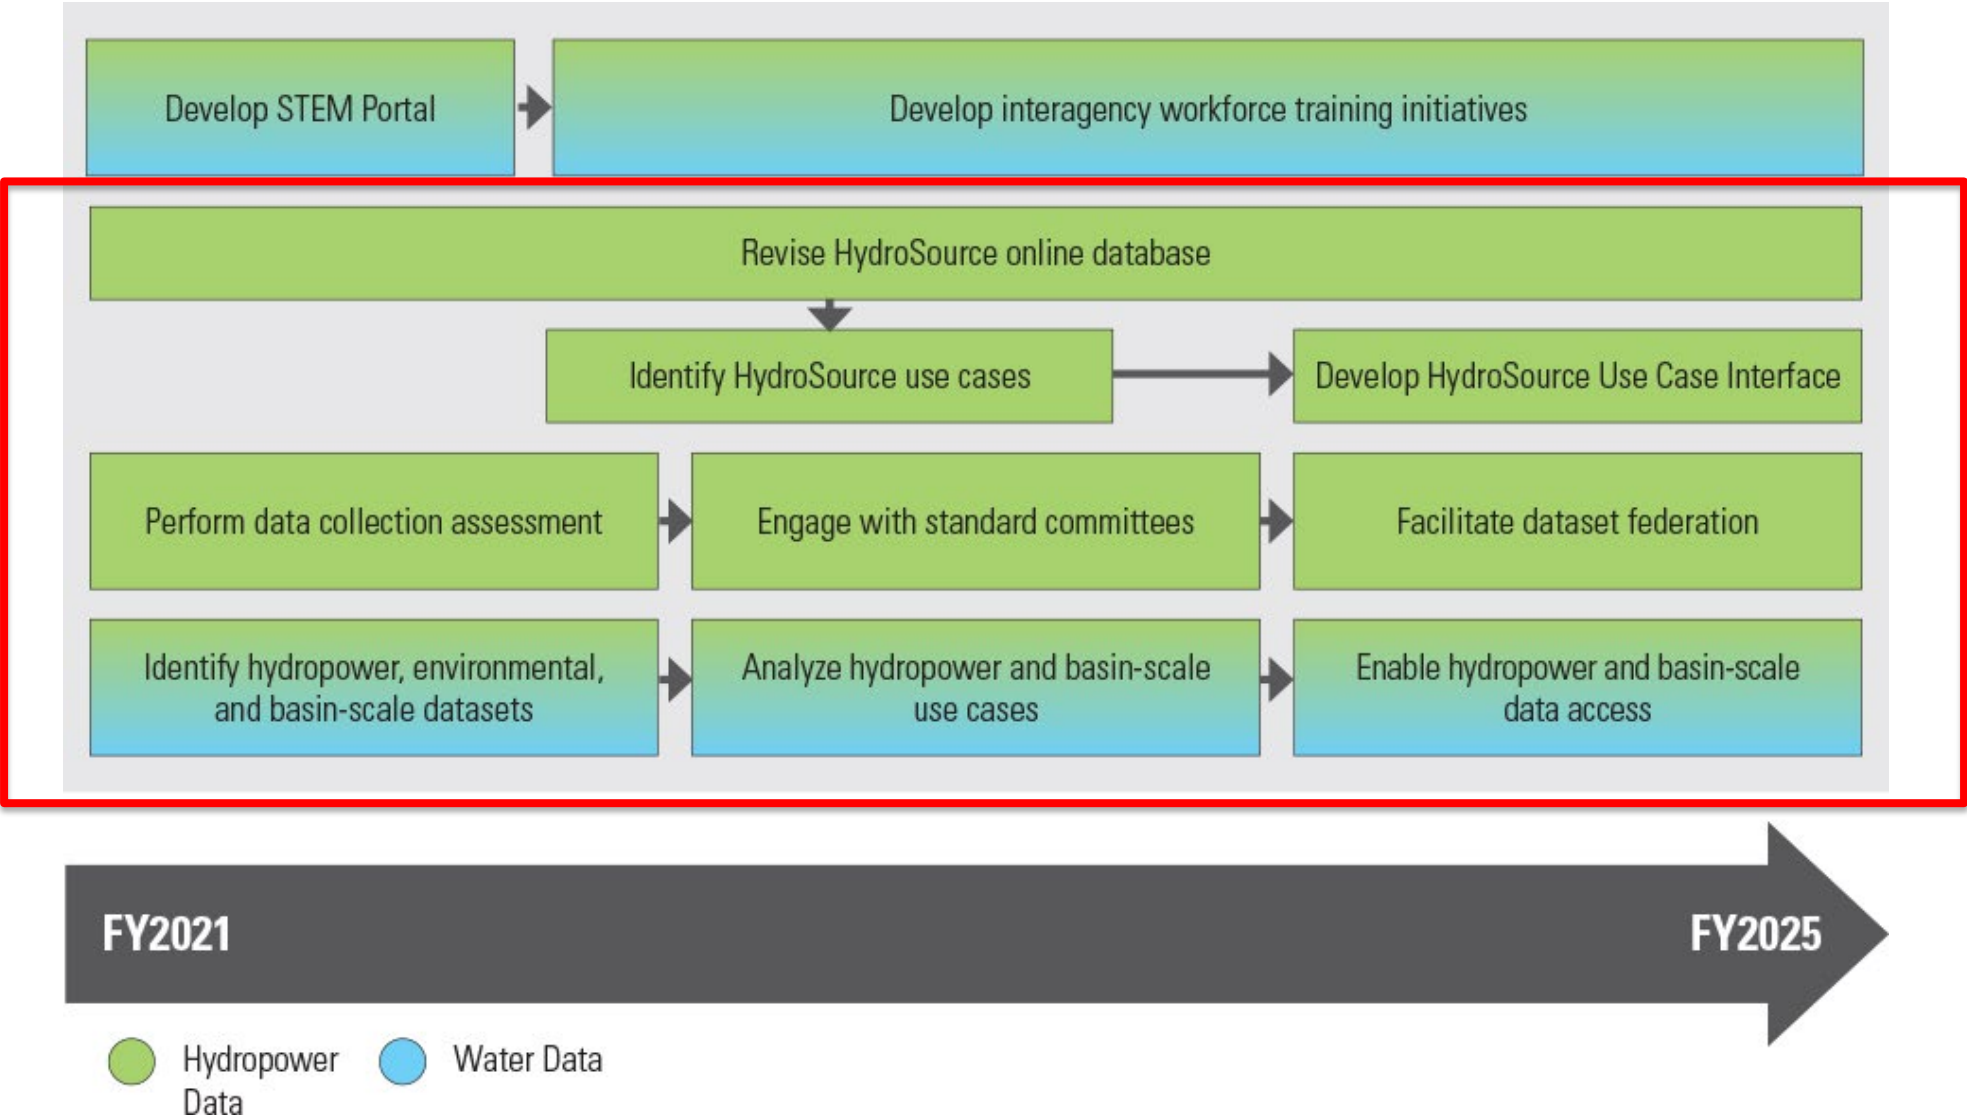 Develop STEM Portal
Develop interagency workforce training initiatives
Revise HydroSource online database
Identify HydroSource use cases
Develop HydroSource Use Case Interface
Perform data collection assessment
Engage with standard committees
Facilitate dataset federation
Identify hydropower, environmental,
and basin-scale datasets
Analyze hydropower and basin-scale
use cases
Enable hydropower and basin-scale
data access
FY2021
FY2025
Hydropower
Data
Water Data